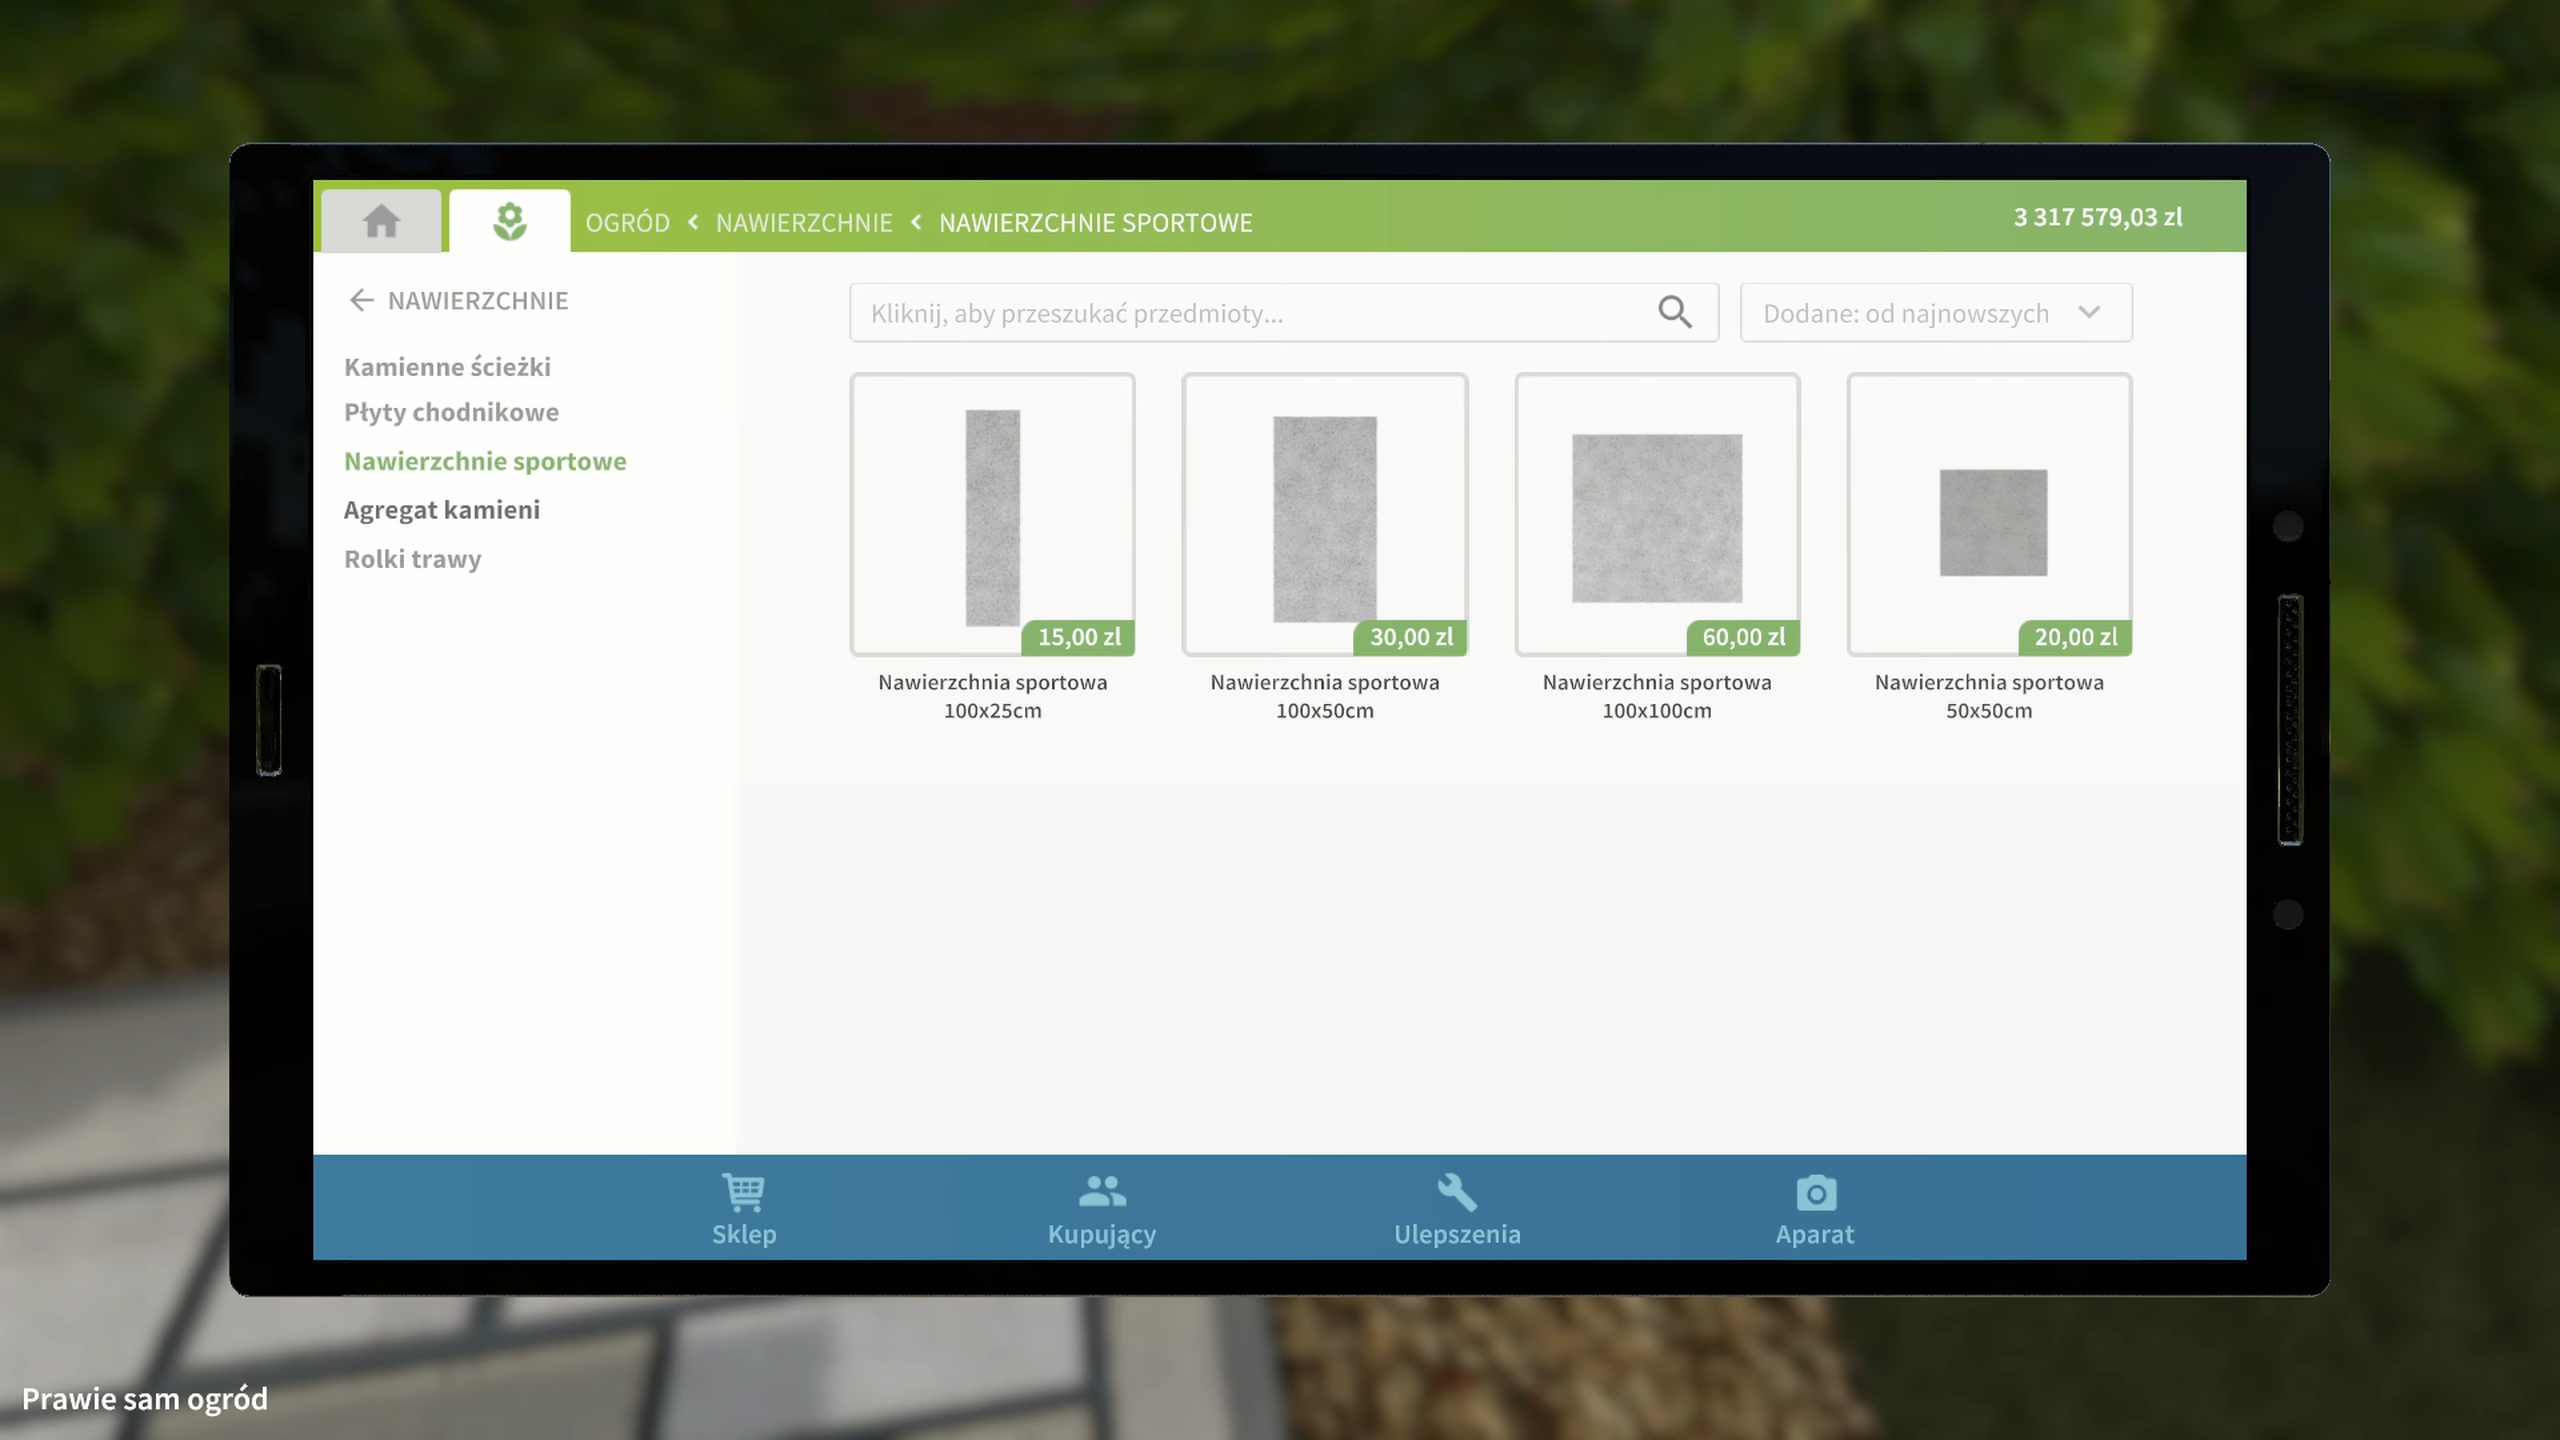 OGRÓD < NAWIERZCHNIE < NAWIERZCHNIE SPORTOWE
3 317 579,03 zl
NAWIERZCHNIE
Kamienne ścieżki
Płyty chodnikowe
Nawierzchnie sportowe
Agregat kamieni
Rolki trawy
Kliknij, aby przeszukać przedmioty...
Dodane: od najnowszych
15,00 zl
30,00 zl
60,00 zl
20,00 zl
Nawierzchnia sportowa
100x25cm
Nawierzchnia sportowa
100x50cm
Nawierzchnia sportowa
100x100cm
Nawierzchnia sportowa
50x50cm
Sklep
Kupujący
Ulepszenia
Aparat
Prawie sam ogród